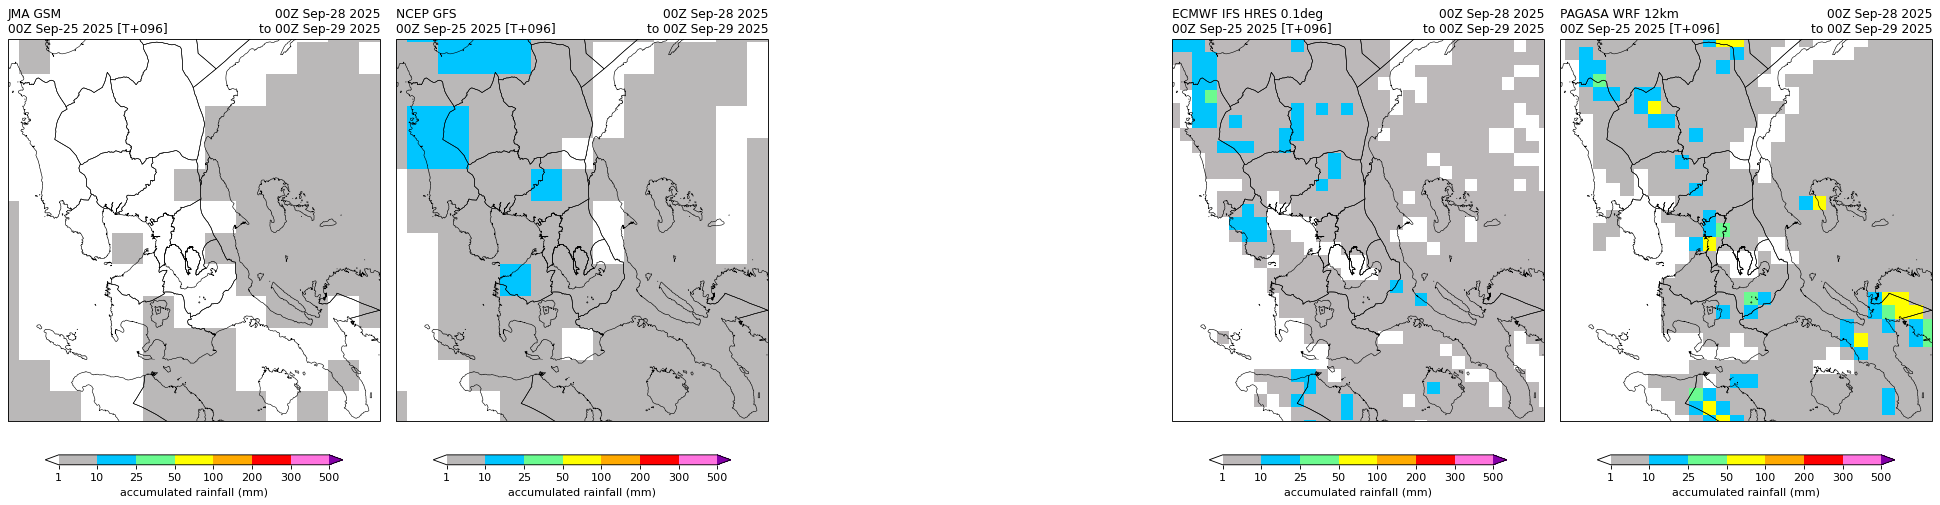 JMA GSM 00Z Sep-28 2025
00Z Sep-25 2025 [T+096] to 00Z Sep-29 2025
1 10 25 50 100 200 300 500
accumulated rainfall (mm)
NCEP GFS 00Z Sep-28 2025
00Z Sep-25 2025 [T+096] to 00Z Sep-29 2025
1 10 25 50 100 200 300 500
accumulated rainfall (mm)
ECMWF IFS HRES 0.1deg 00Z Sep-28 2025
00Z Sep-25 2025 [T+096] to 00Z Sep-29 2025
1 10 25 50 100 200 300 500
accumulated rainfall (mm)
PAGASA WRF 12km 00Z Sep-28 2025
00Z Sep-25 2025 [T+096] to 00Z Sep-29 2025
1 10 25 50 100 200 300 500
accumulated rainfall (mm)